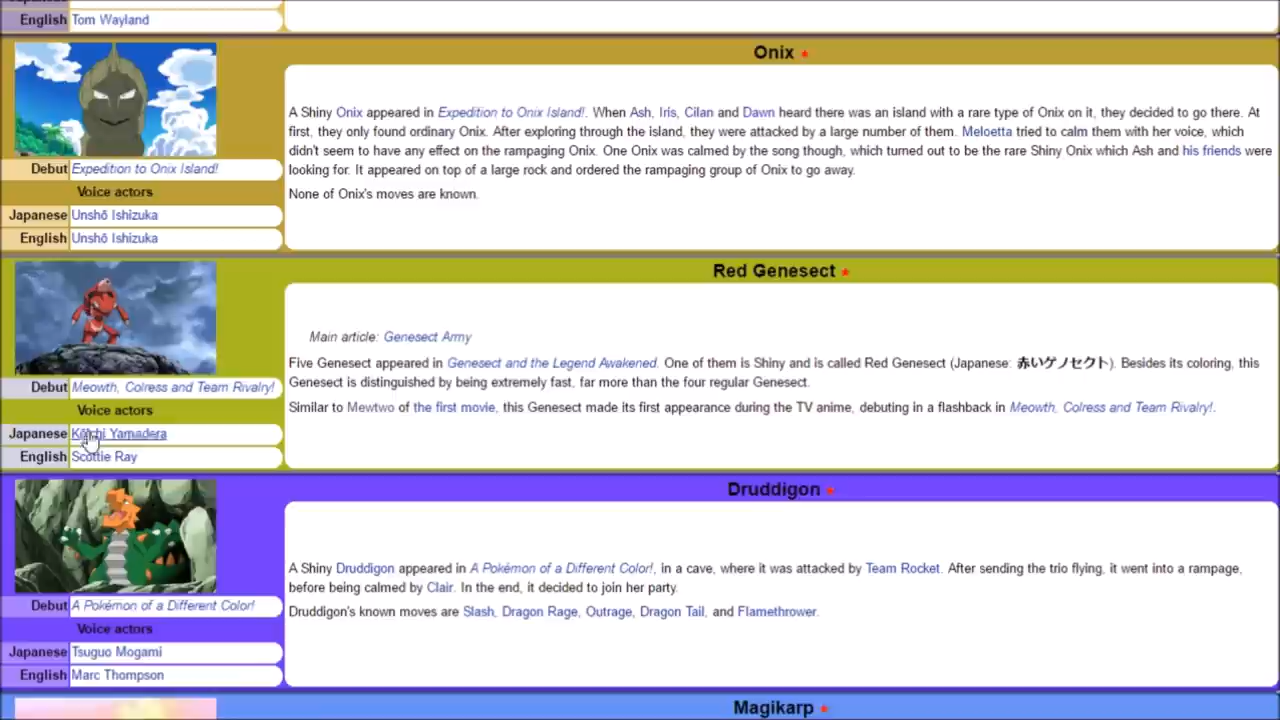 English Tom Wayland
Onix ★
A Shiny Onix appeared in Expedition to Onix Island!. When Ash, Iris, Cilan and Dawn heard there was an island with a rare type of Onix on it, they decided to go there. At
first, they only found ordinary Onix. After exploring through the island, they were attacked by a large number of them. Meloetta tried to calm them with her voice, which
didn't seem to have any effect on the rampaging Onix. One Onix was calmed by the song though, which turned out to be the rare Shiny Onix which Ash and his friends were
looking for. It appeared on top of a large rock and ordered the rampaging group of Onix to go away.
None of Onix's moves are known.
Debut Expedition to Onix Island!
Voice actors
Japanese Unshō Ishizuka
English Unshō Ishizuka
Red Genesect ★
Main article: Genesect Army
Five Genesect appeared in Genesect and the Legend Awakened. One of them is Shiny and is called Red Genesect (Japanese: 赤いゲノセクト). Besides its coloring, this
Genesect is distinguished by being extremely fast, far more than the four regular Genesect.
Similar to Mewtwo of the first movie, this Genesect made its first appearance during the TV anime, debuting in a flashback in Meowth, Colress and Team Rivalry!.
Debut Meowth, Colress and Team Rivalry!
Voice actors
Japanese Kōichi Yamadera
English Scottie Ray
Druddigon ★
A Shiny Druddigon appeared in A Pokémon of a Different Color!, in a cave, where it was attacked by Team Rocket. After sending the trio flying, it went into a rampage,
before being calmed by Clair. In the end, it decided to join her party.
Druddigon's known moves are Slash, Dragon Rage, Outrage, Dragon Tail, and Flamethrower.
Debut A Pokémon of a Different Color!
Voice actors
Japanese Tsuguo Mogami
English Marc Thompson
Magikarp ★